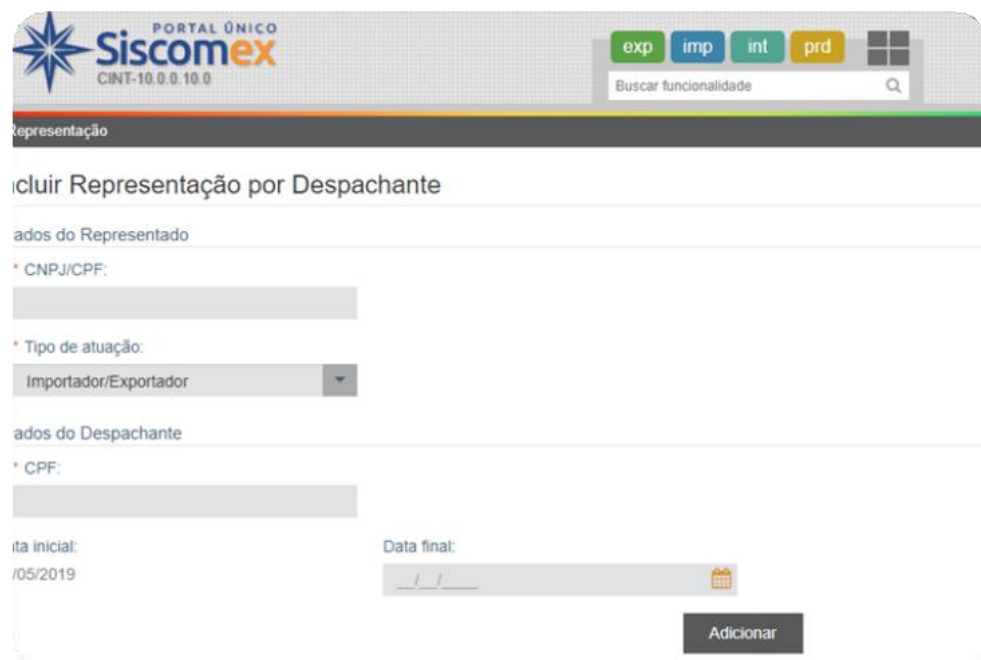 PORTAL ÚNICO
Siscomex
CINT-10.0.0.10.0
exp imp int prd
Buscar funcionalidade
Representação
cluir Representação por Despachante
ados do Representado
* CNPJ/CPF:
* Tipo de atuação:
Importador/Exportador
ados do Despachante
* CPF:
ta inicial: Data final:
/05/2019 __/__/____
Adicionar